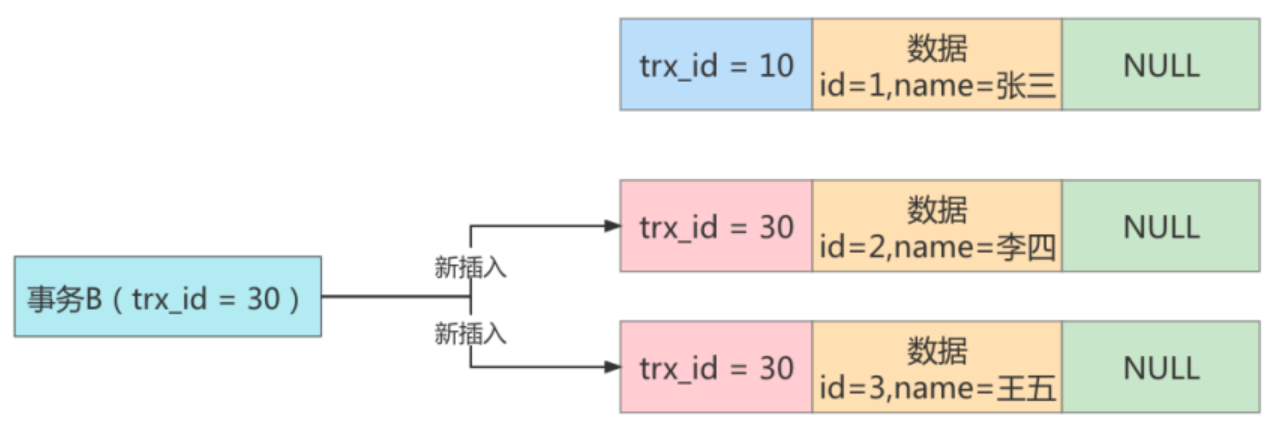 trx_id = 10
数据
id=1,name=张三
NULL
trx_id = 30
数据
id=2,name=李四
NULL
新插入
事务B（trx_id = 30）
新插入
trx_id = 30
数据
id=3,name=王五
NULL